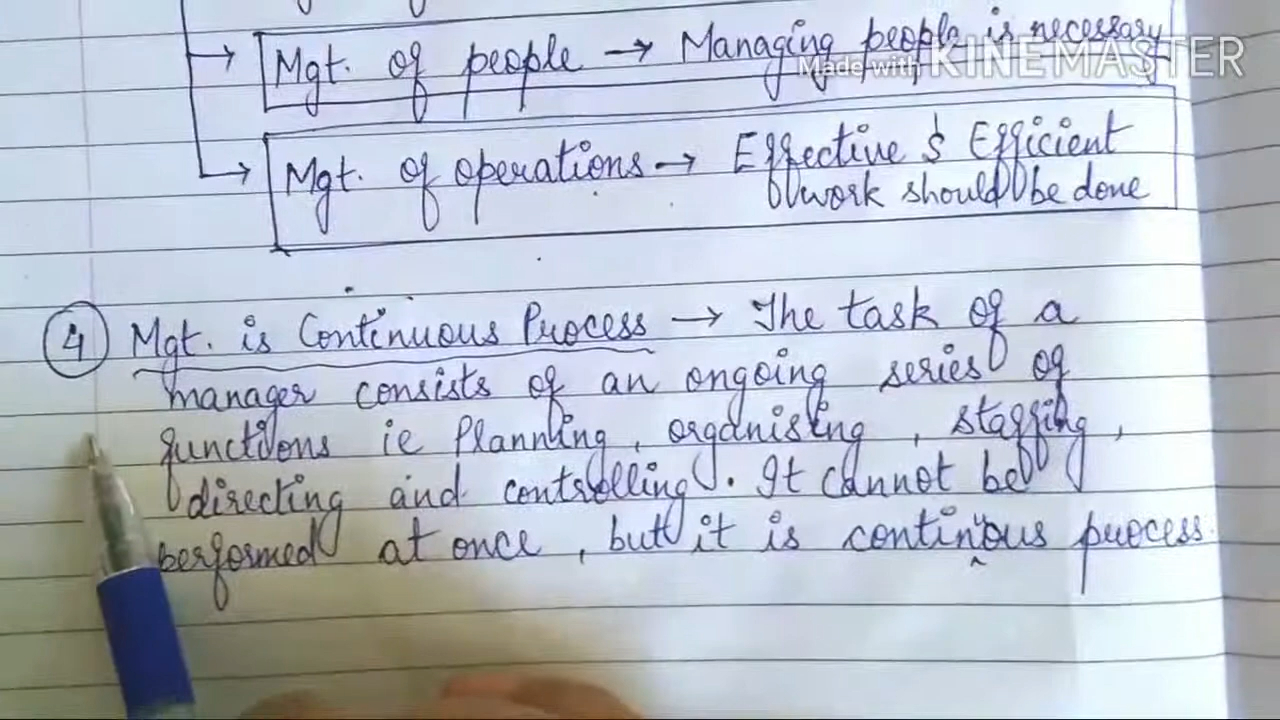 Mgt. of people → Managing people is necessary
Made with KINEMASTER
Mgt. of operations → Effective & Efficient
work should be done
④ Mgt. is Continuous Process → The task of a
manager consists of an ongoing series of
functions ie Planning, organising, staffing,
directing and controlling. It cannot be
performed at once, but it is continuous process.